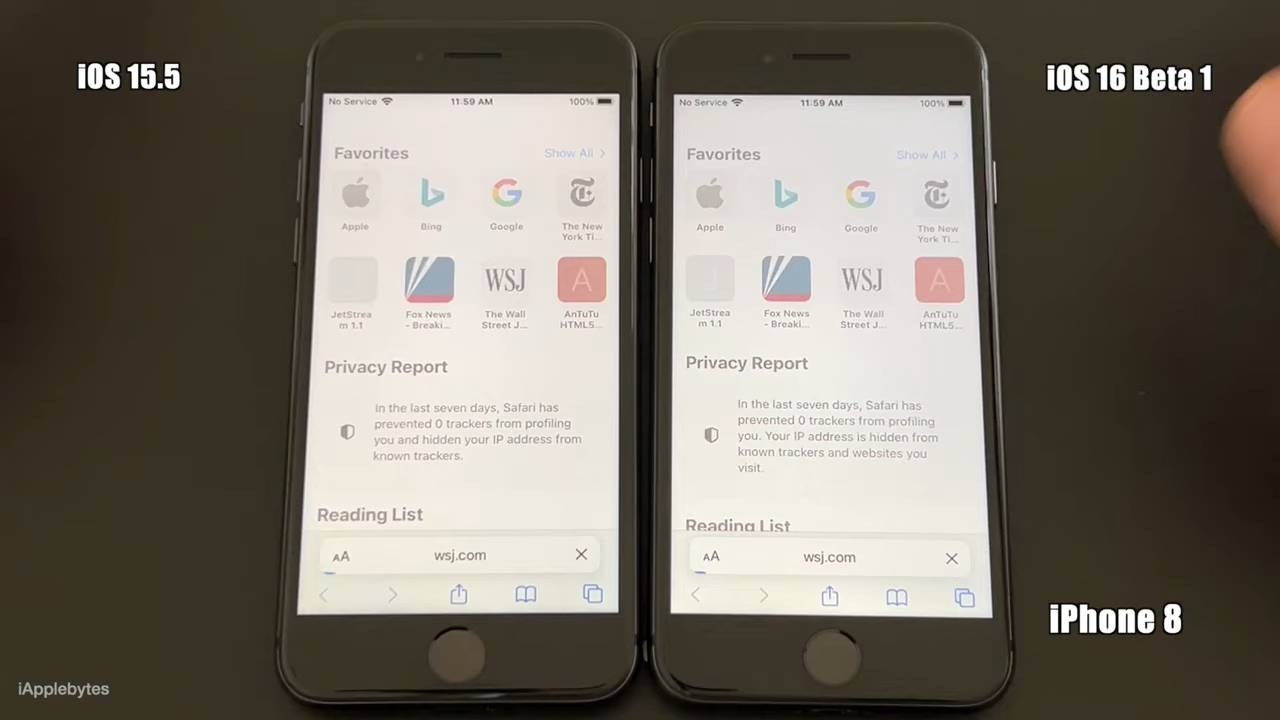 iOS 15.5
iOS 16 Beta 1
No Service
11:59 AM
100%
Favorites
Show All >
Apple
Bing
Google
The New
York Ti...
JetStrea
m 1.1
Fox News
- Breaki...
WSJ
The Wall
Street J...
A
AnTuTu
HTML5...
Privacy Report
In the last seven days, Safari has
prevented 0 trackers from profiling
you and hidden your IP address from
known trackers.
Reading List
AA
wsj.com
No Service
11:59 AM
100%
Favorites
Show All >
Apple
Bing
Google
The New
York Ti...
J
JetStrea
m 1.1
Fox News
- Breaki...
WSJ
The Wall
Street J...
A
AnTuTu
HTML5...
Privacy Report
In the last seven days, Safari has
prevented 0 trackers from profiling
you. Your IP address is hidden from
known trackers and websites you
visit.
Reading List
AA
wsj.com
iPhone 8
iApplebytes